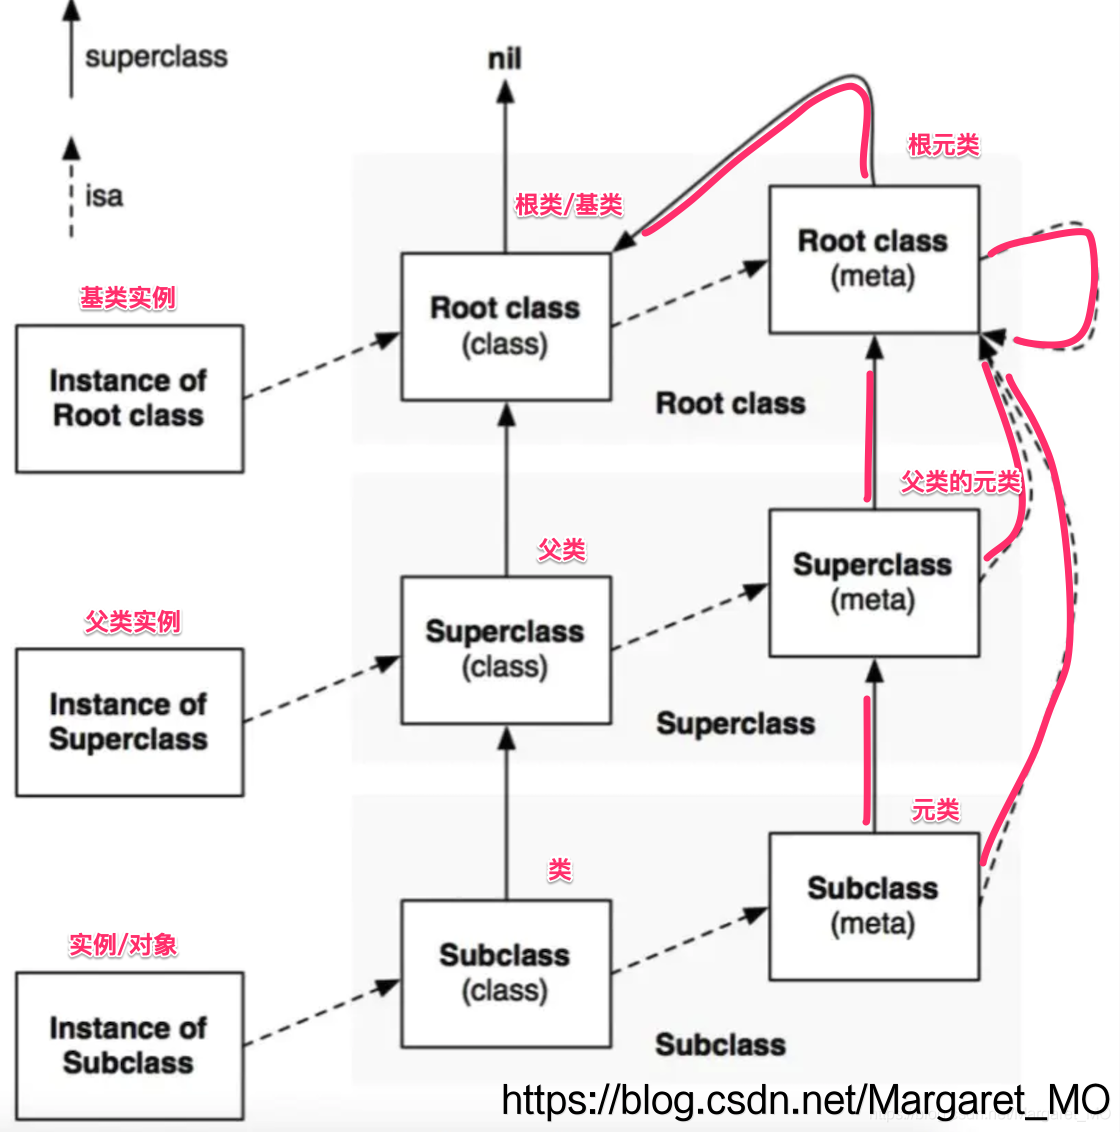 superclass
nil
根元类
isa
根类/基类
Root class
(meta)
基类实例
Root class
(class)
Instance of
Root class
Root class
父类的元类
父类
Superclass
(meta)
父类实例
Superclass
(class)
Instance of
Superclass
Superclass
元类
类
Subclass
(meta)
实例/对象
Subclass
(class)
Instance of
Subclass
Subclass
https://blog.csdn.net/Margaret_MO